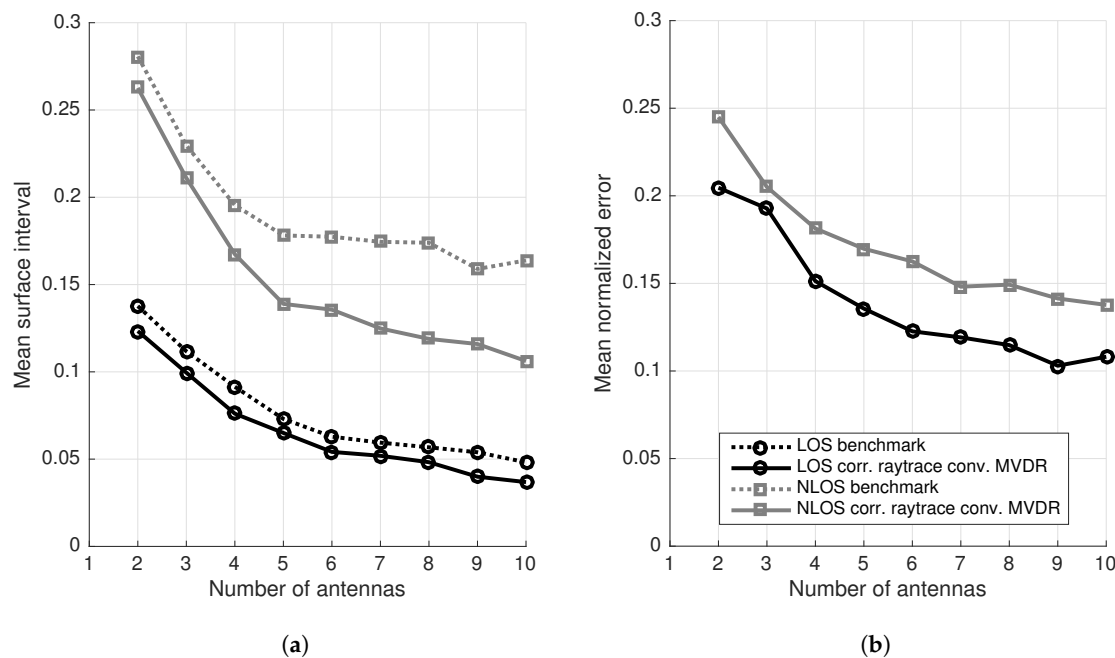 0.3
0.25
0.2
0.15
0.1
0.05
0
Mean surface interval
1 2 3 4 5 6 7 8 9 10
Number of antennas
(a)
0.3
0.25
0.2
0.15
0.1
0.05
0
Mean normalized error
LOS benchmark
LOS corr. raytrace conv. MVDR
NLOS benchmark
NLOS corr. raytrace conv. MVDR
1 2 3 4 5 6 7 8 9 10
Number of antennas
(b)